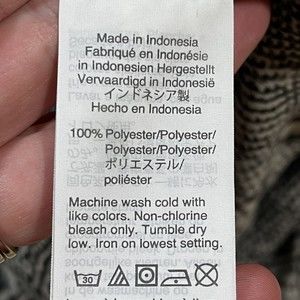 Made in Indonesia
Fabriqué en Indonésie
in Indonesien Hergestellt
Vervaardigd in Indonesië
インドネシア製
Hecho en Indonesia
100% Polyester/Polyester/
Polyester/Polyester/
ポリエステル/
poliéster
Machine wash cold with
like colors. Non-chlorine
bleach only. Tumble dry
low. Iron on lowest setting.
30